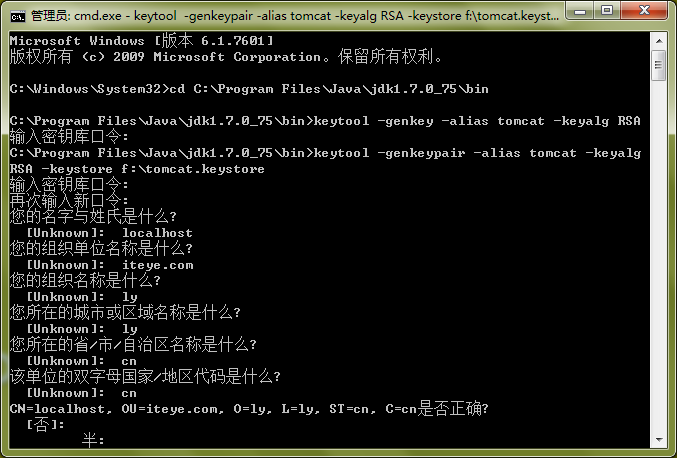 管理员: cmd.exe - keytool  -genkeypair -alias tomcat -keyalg RSA -keystore f:\tomcat.keyst...
Microsoft Windows [版本 6.1.7601]
版权所有 (c) 2009 Microsoft Corporation。保留所有权利。
C:\Windows\System32>cd C:\Program Files\Java\jdk1.7.0_75\bin
C:\Program Files\Java\jdk1.7.0_75\bin>keytool -genkey -alias tomcat -keyalg RSA
输入密钥库口令:
C:\Program Files\Java\jdk1.7.0_75\bin>keytool -genkeypair -alias tomcat -keyalg
RSA -keystore f:\tomcat.keystore
输入密钥库口令:
再次输入新口令:
您的名字与姓氏是什么?
[Unknown]:  localhost
您的组织单位名称是什么?
[Unknown]:  iteye.com
您的组织名称是什么?
[Unknown]:  ly
您所在的城市或区域名称是什么?
[Unknown]:  ly
您所在的省/市/自治区名称是什么?
[Unknown]:  cn
该单位的双字母国家/地区代码是什么?
[Unknown]:  cn
CN=localhost, OU=iteye.com, O=ly, L=ly, ST=cn, C=cn是否正确?
[否]:
半: